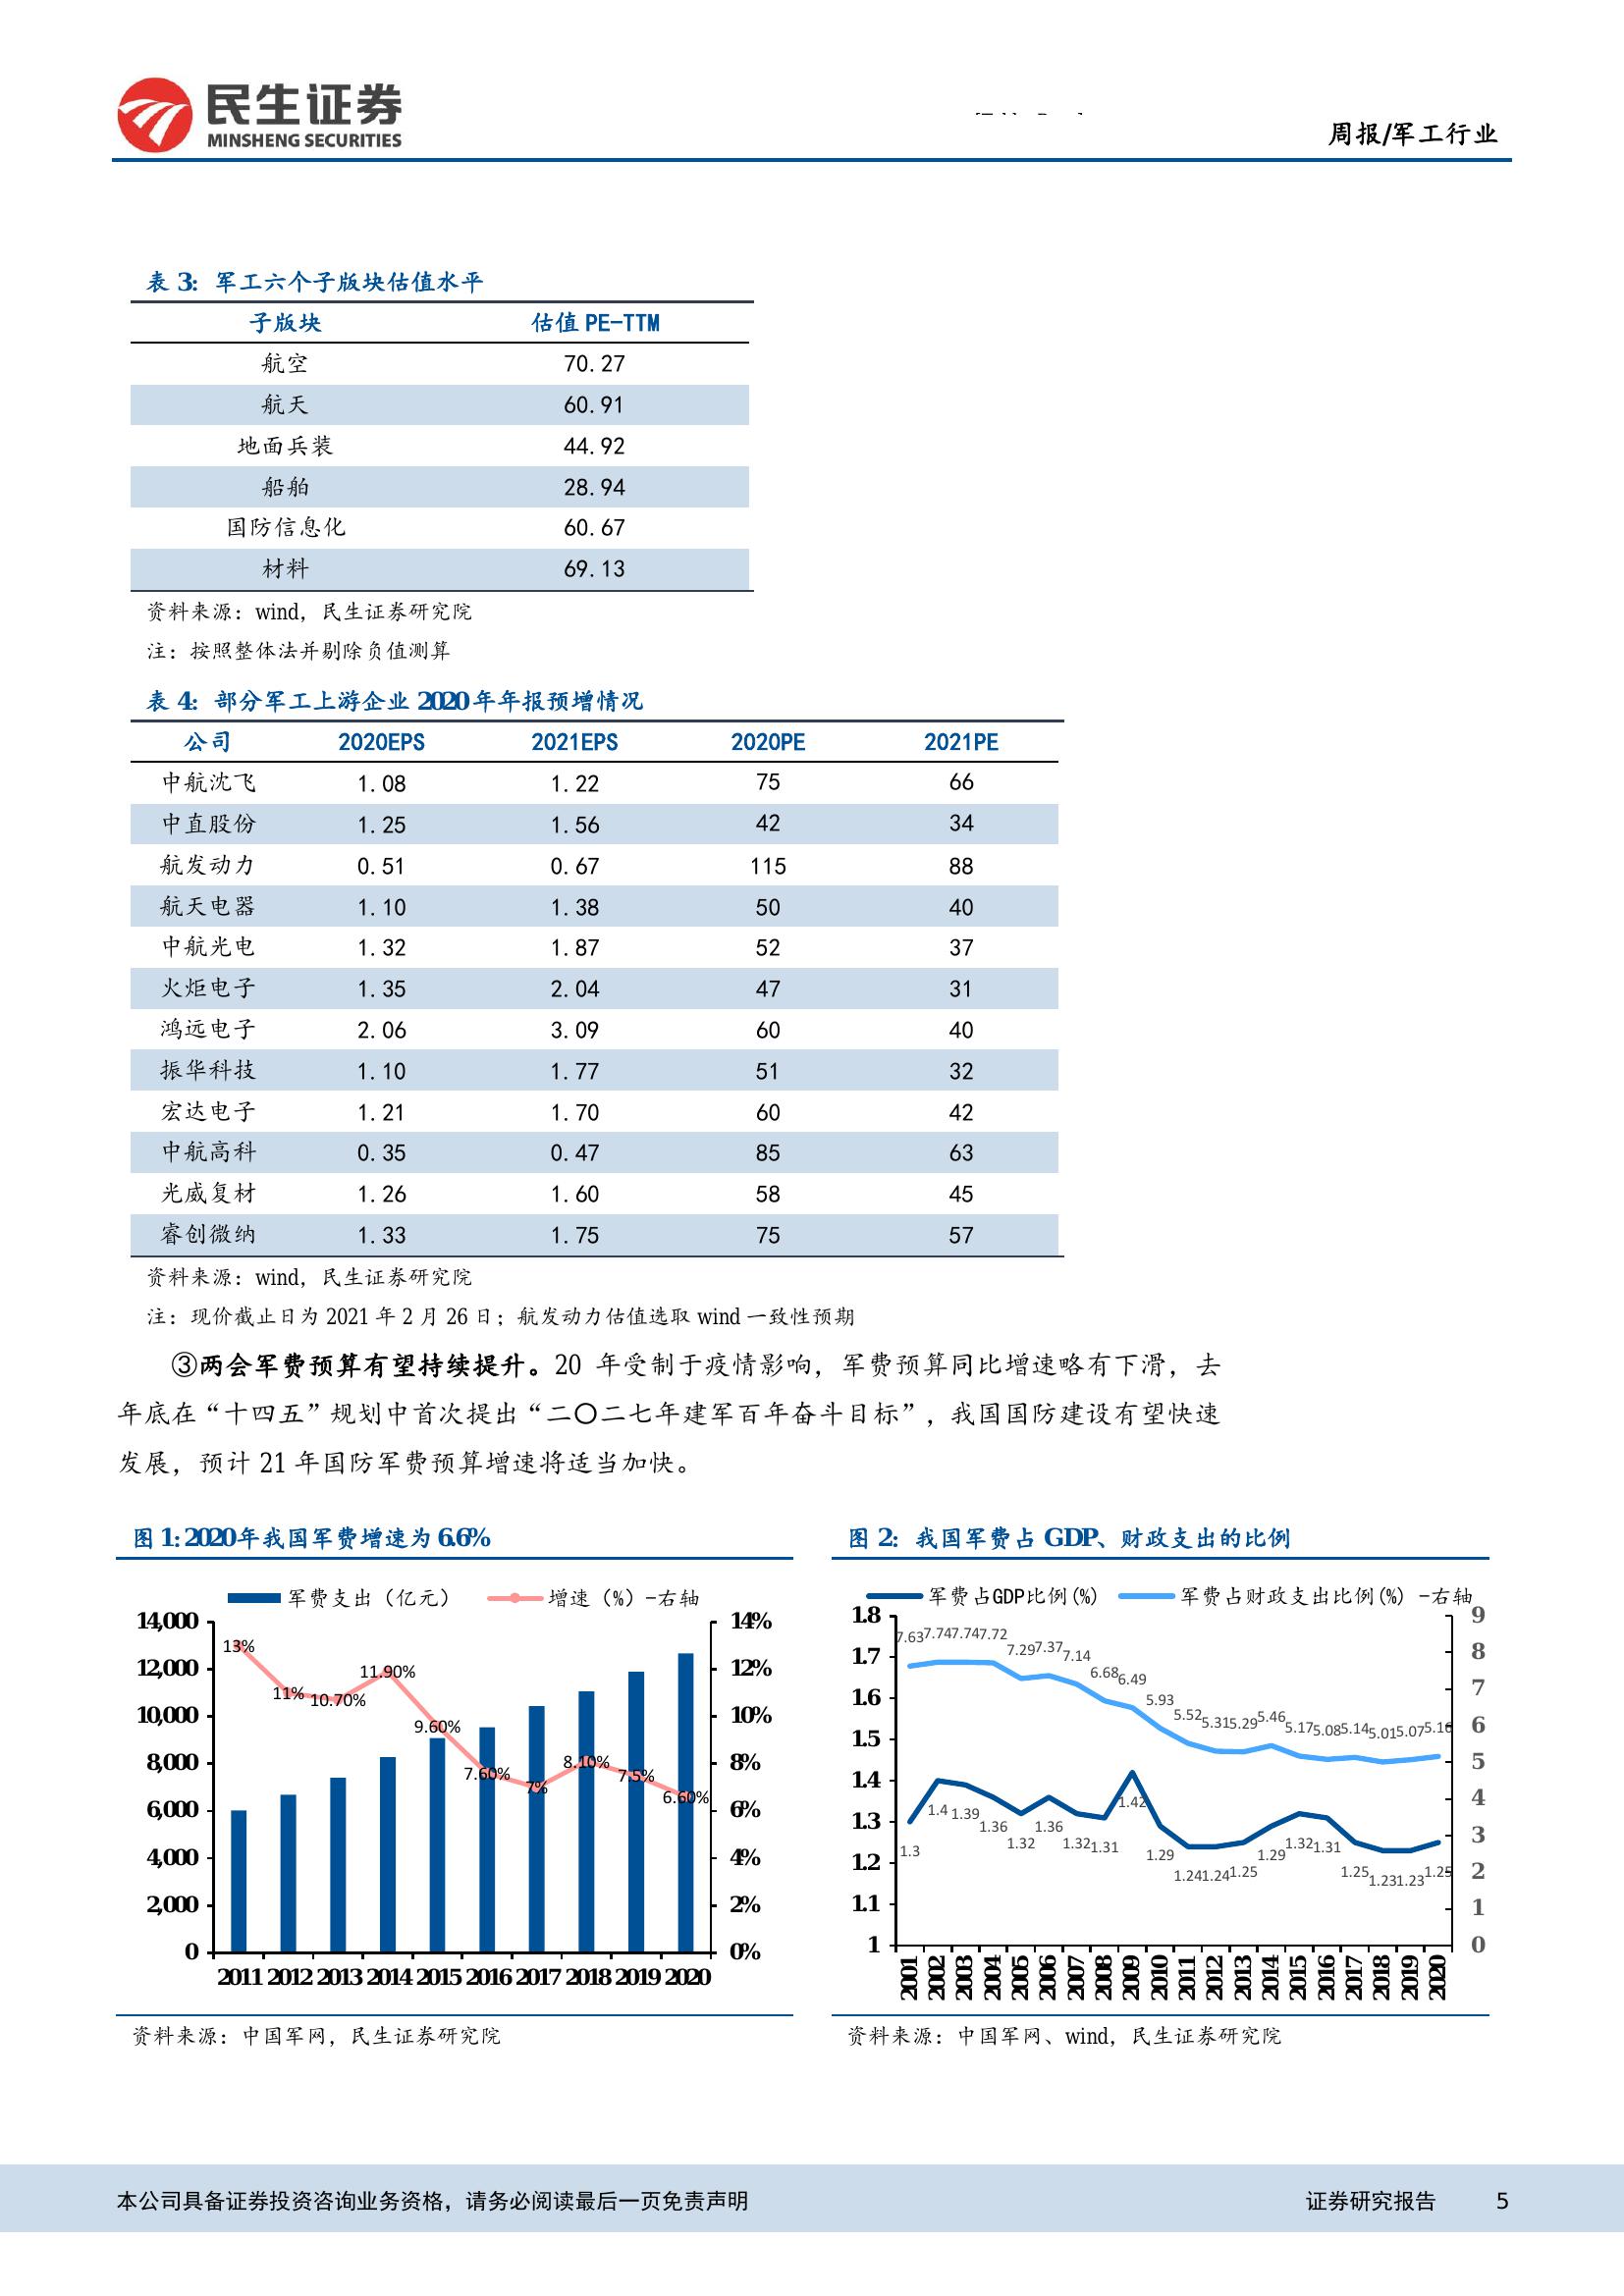 民生证券
MINSHENG SECURITIES
周报/军工行业
表 3：军工六个子版块估值水平
子版块 估值 PE-TTM
航空 70.27
航天 60.91
地面兵装 44.92
船舶 28.94
国防信息化 60.67
材料 69.13
资料来源：wind，民生证券研究院
注：按照整体法并剔除负值测算
表 4：部分军工上游企业 2020 年年报预增情况
公司 2020EPS 2021EPS 2020PE 2021PE
中航沈飞 1.08 1.22 75 66
中直股份 1.25 1.56 42 34
航发动力 0.51 0.67 115 88
航天电器 1.10 1.38 50 40
中航光电 1.32 1.87 52 37
火炬电子 1.35 2.04 47 31
鸿远电子 2.06 3.09 60 40
振华科技 1.10 1.77 51 32
宏达电子 1.21 1.70 60 42
中航高科 0.35 0.47 85 63
光威复材 1.26 1.60 58 45
睿创微纳 1.33 1.75 75 57
资料来源：wind，民生证券研究院
注：现价截止日为 2021 年 2 月 26 日；航发动力估值选取 wind 一致性预期
③两会军费预算有望持续提升。20 年受制于疫情影响，军费预算同比增速略有下滑，去
年底在“十四五”规划中首次提出“二〇二七年建军百年奋斗目标”，我国国防建设有望快速
发展，预计 21 年国防军费预算增速将适当加快。
图 1：2020 年我国军费增速为 6.6%
军费支出（亿元） 增速（%）-右轴
14,000 14%
13%
12,000 11.90% 12%
11% 10.70%
10,000 10%
9.60%
8,000 7.60% 7% 8.10% 7.5% 8%
6.60%
6,000 6%
4,000 4%
2,000 2%
0 0%
2011 2012 2013 2014 2015 2016 2017 2018 2019 2020
资料来源：中国军网，民生证券研究院
图 2：我国军费占 GDP、财政支出的比例
军费占GDP比例(%) 军费占财政支出比例(%) -右轴
1.8 9
7.63 7.74 7.74 7.72 7.29 7.37 7.14 6.68 6.49 5.93 5.52 5.31 5.29 5.46 5.17 5.08 5.14 5.01 5.07 5.16
1.7 8
1.6 7
1.5 6
1.4 5
1.3 4
1.3 1.4 1.39 1.36 1.32 1.36 1.32 1.31 1.42 1.29 1.24 1.24 1.25 1.29 1.32 1.31 1.25 1.23 1.23 1.25
1.2 3
1.1 2
1 1
0
2001 2002 2003 2004 2005 2006 2007 2008 2009 2010 2011 2012 2013 2014 2015 2016 2017 2018 2019 2020
资料来源：中国军网、wind，民生证券研究院
本公司具备证券投资咨询业务资格，请务必阅读最后一页免责声明 证券研究报告 5